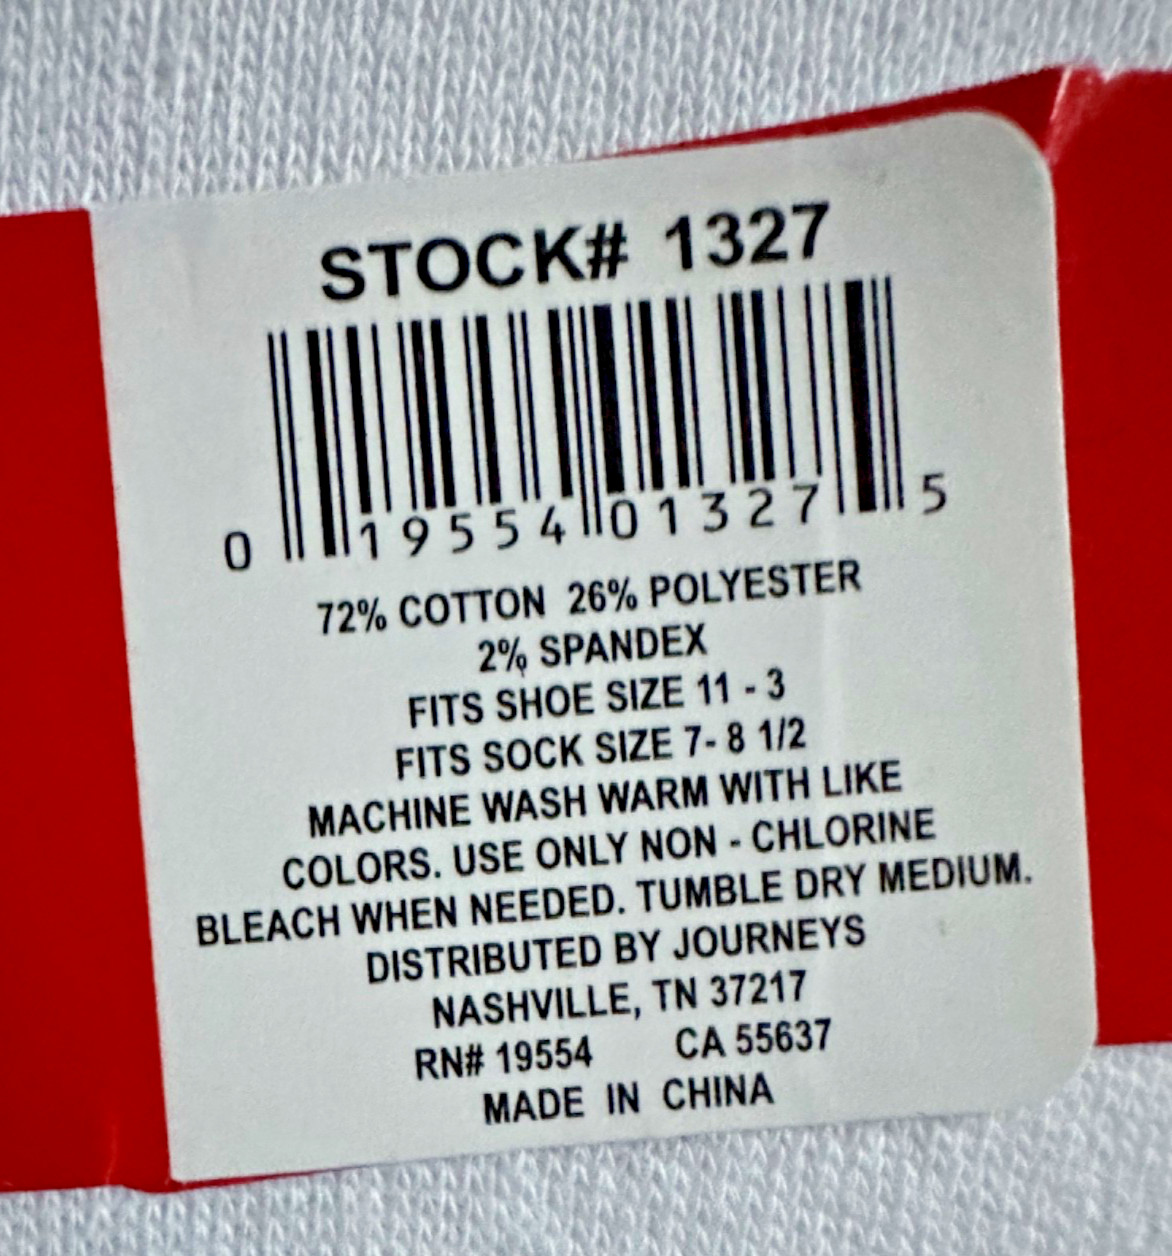 STOCK# 1327
0 19554 01327 5
72% COTTON 26% POLYESTER
2% SPANDEX
FITS SHOE SIZE 11 - 3
FITS SOCK SIZE 7- 8 1/2
MACHINE WASH WARM WITH LIKE
COLORS. USE ONLY NON - CHLORINE
BLEACH WHEN NEEDED. TUMBLE DRY MEDIUM.
DISTRIBUTED BY JOURNEYS
NASHVILLE, TN 37217
RN# 19554 CA 55637
MADE IN CHINA